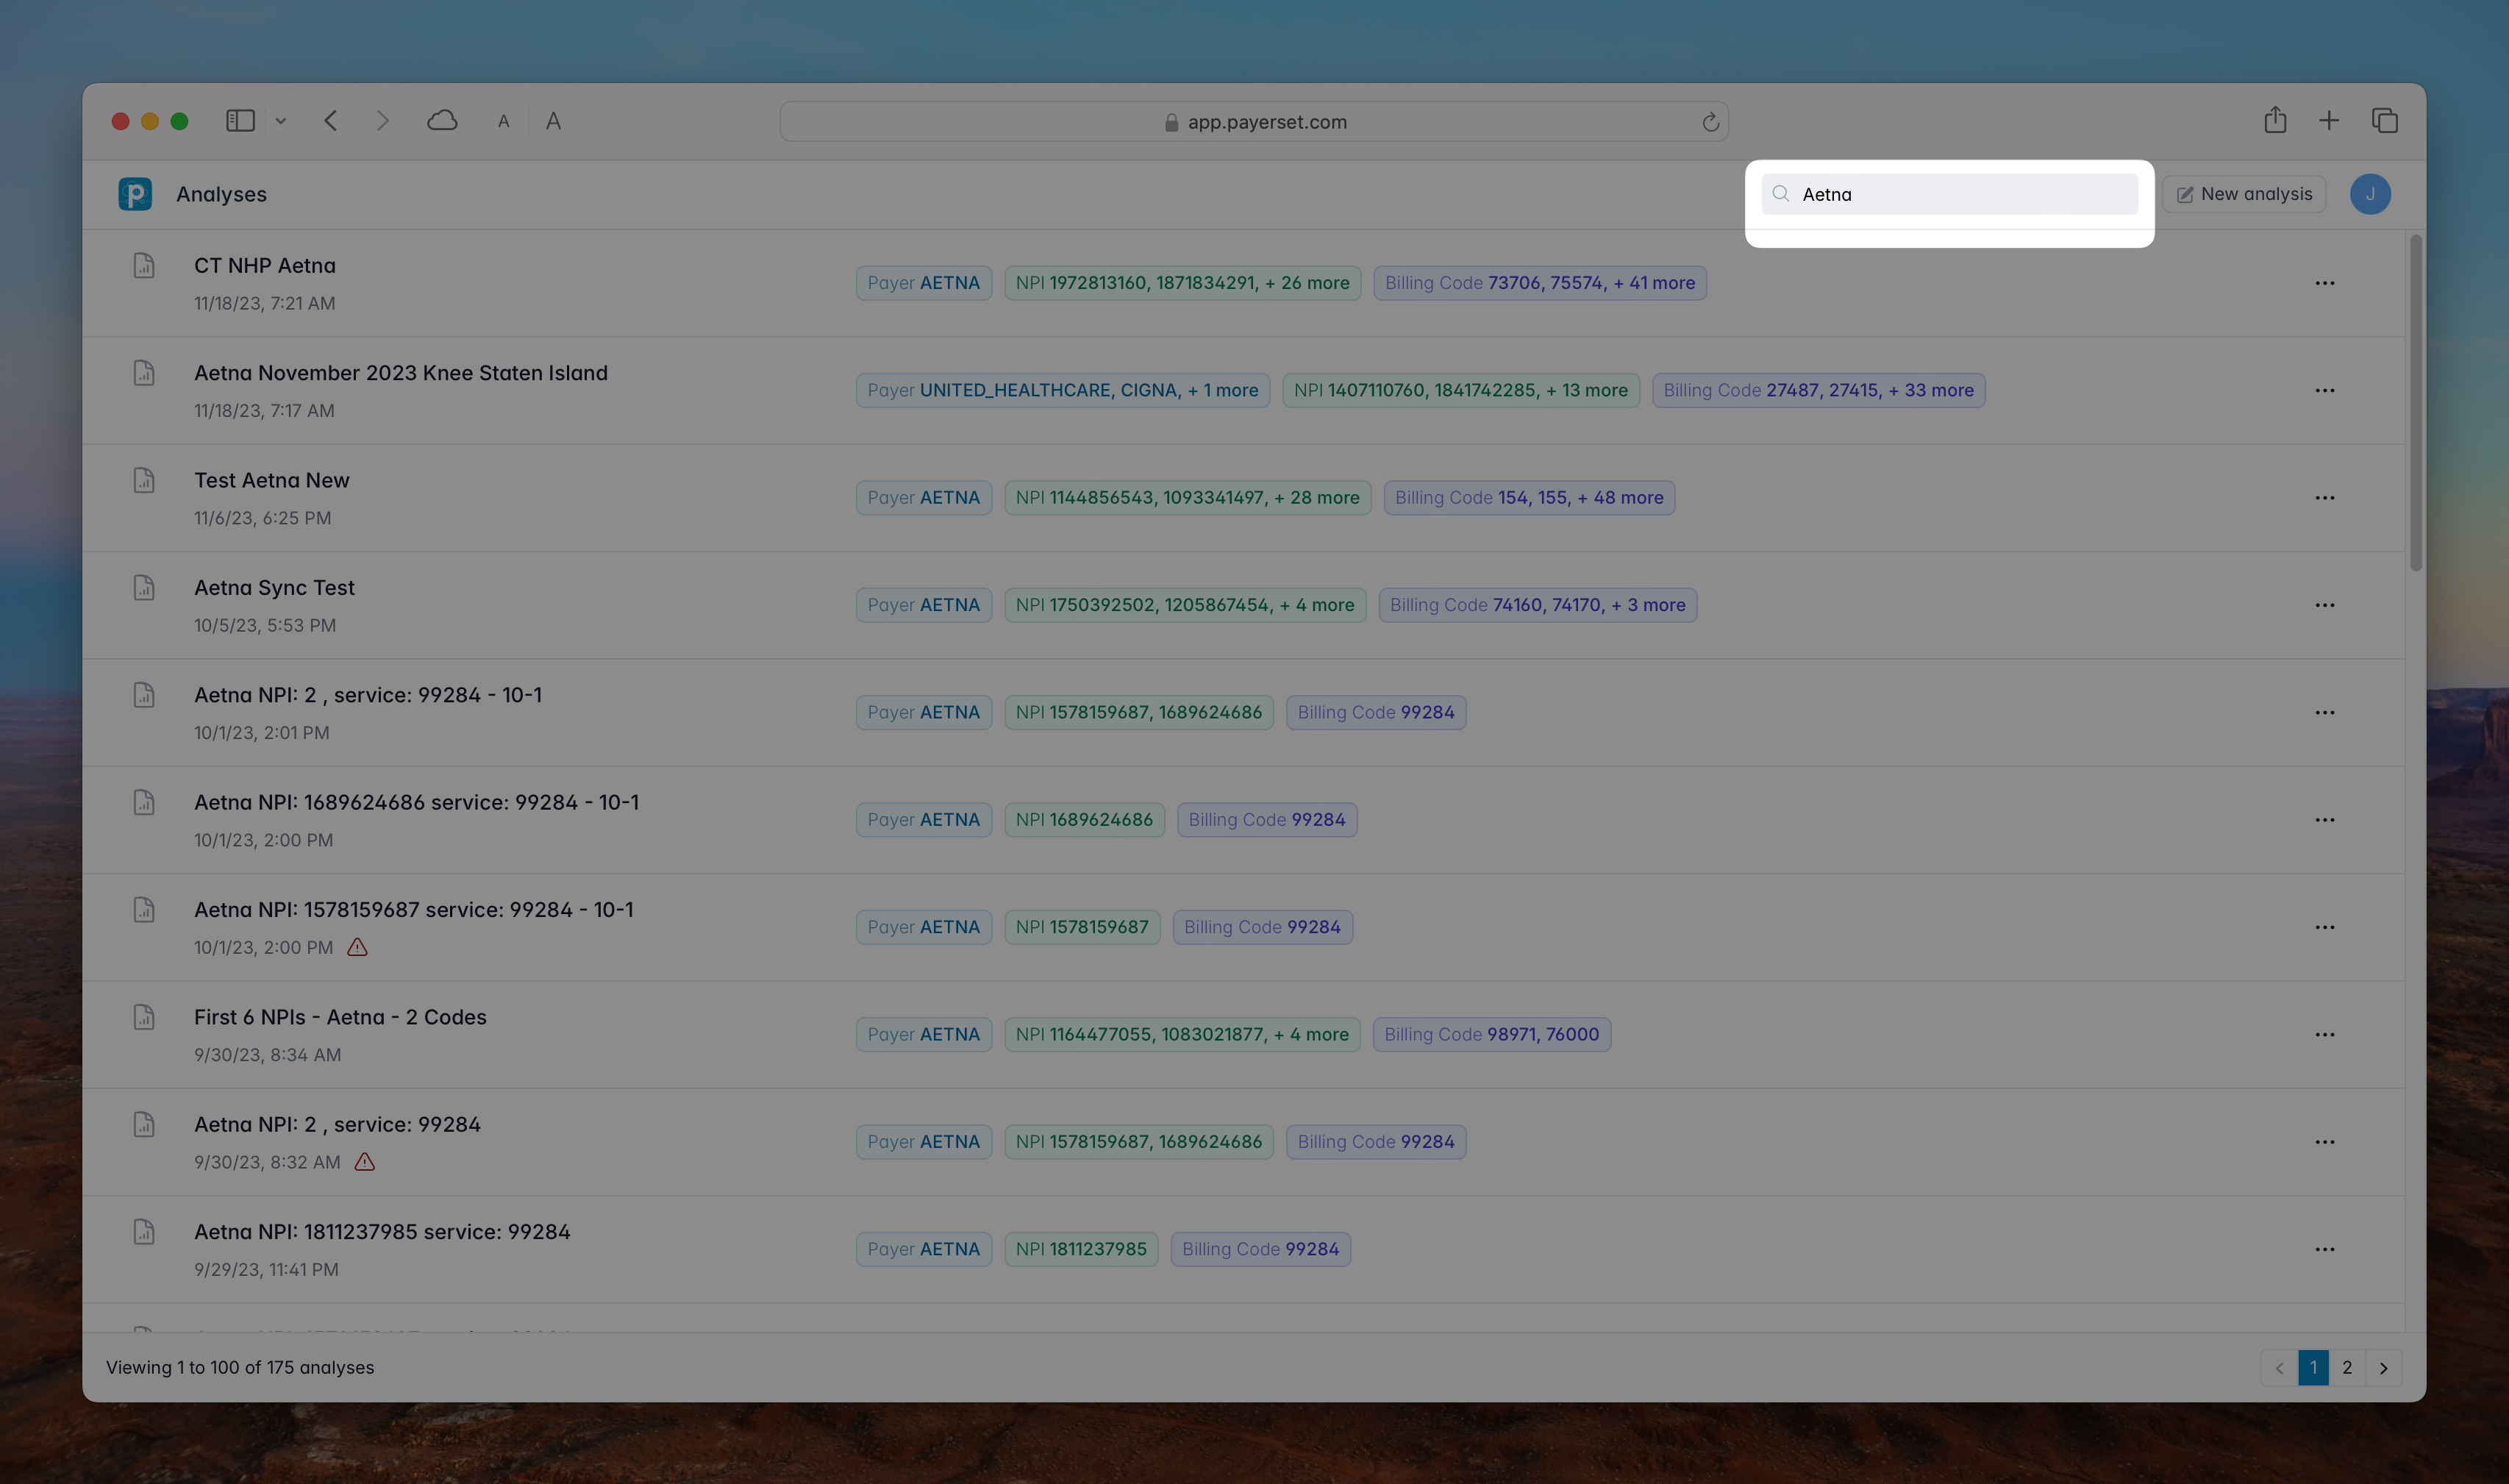 A A
app.payerset.com
p Analyses
Aetna
New analysis
J
CT NHP Aetna
11/18/23, 7:21 AM
Payer AETNA
NPI 1972813160, 1871834291, + 26 more
Billing Code 73706, 75574, + 41 more
Aetna November 2023 Knee Staten Island
11/18/23, 7:17 AM
Payer UNITED_HEALTHCARE, CIGNA, + 1 more
NPI 1407110760, 1841742285, + 13 more
Billing Code 27487, 27415, + 33 more
Test Aetna New
11/6/23, 6:25 PM
Payer AETNA
NPI 1144856543, 1093341497, + 28 more
Billing Code 154, 155, + 48 more
Aetna Sync Test
10/5/23, 5:53 PM
Payer AETNA
NPI 1750392502, 1205867454, + 4 more
Billing Code 74160, 74170, + 3 more
Aetna NPI: 2 , service: 99284 - 10-1
10/1/23, 2:01 PM
Payer AETNA
NPI 1578159687, 1689624686
Billing Code 99284
Aetna NPI: 1689624686 service: 99284 - 10-1
10/1/23, 2:00 PM
Payer AETNA
NPI 1689624686
Billing Code 99284
Aetna NPI: 1578159687 service: 99284 - 10-1
10/1/23, 2:00 PM
Payer AETNA
NPI 1578159687
Billing Code 99284
First 6 NPIs - Aetna - 2 Codes
9/30/23, 8:34 AM
Payer AETNA
NPI 1164477055, 1083021877, + 4 more
Billing Code 98971, 76000
Aetna NPI: 2 , service: 99284
9/30/23, 8:32 AM
Payer AETNA
NPI 1578159687, 1689624686
Billing Code 99284
Aetna NPI: 1811237985 service: 99284
9/29/23, 11:41 PM
Payer AETNA
NPI 1811237985
Billing Code 99284
Viewing 1 to 100 of 175 analyses
1 2